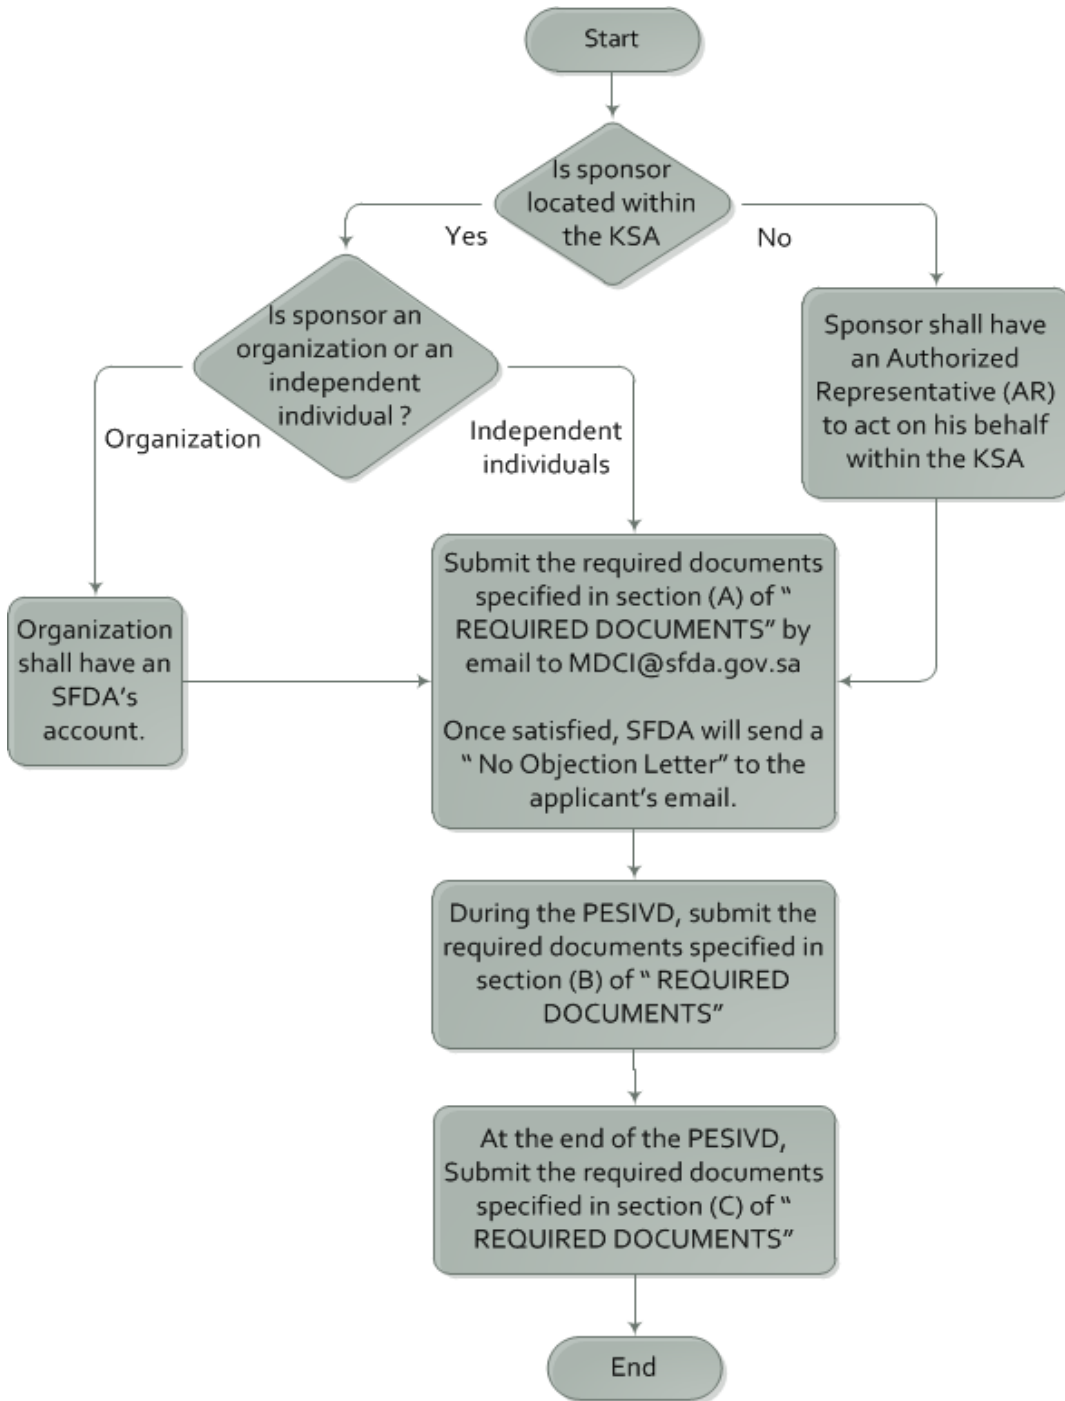 Start
Is sponsor
located within
the KSA
Yes
No
Is sponsor an
organization or an
independent
individual ?
Organization
Independent
individuals
Sponsor shall have
an Authorized
Representative (AR)
to act on his behalf
within the KSA
Organization
shall have an
SFDA's
account.
Submit the required documents
specified in section (A) of “
REQUIRED DOCUMENTS” by
email to MDCI@sfda.gov.sa
Once satisfied, SFDA will send a
“ No Objection Letter” to the
applicant’s email.
During the PESIVD, submit the
required documents specified in
section (B) of “ REQUIRED
DOCUMENTS”
At the end of the PESIVD,
Submit the required documents
specified in section (C) of “
REQUIRED DOCUMENTS”
End